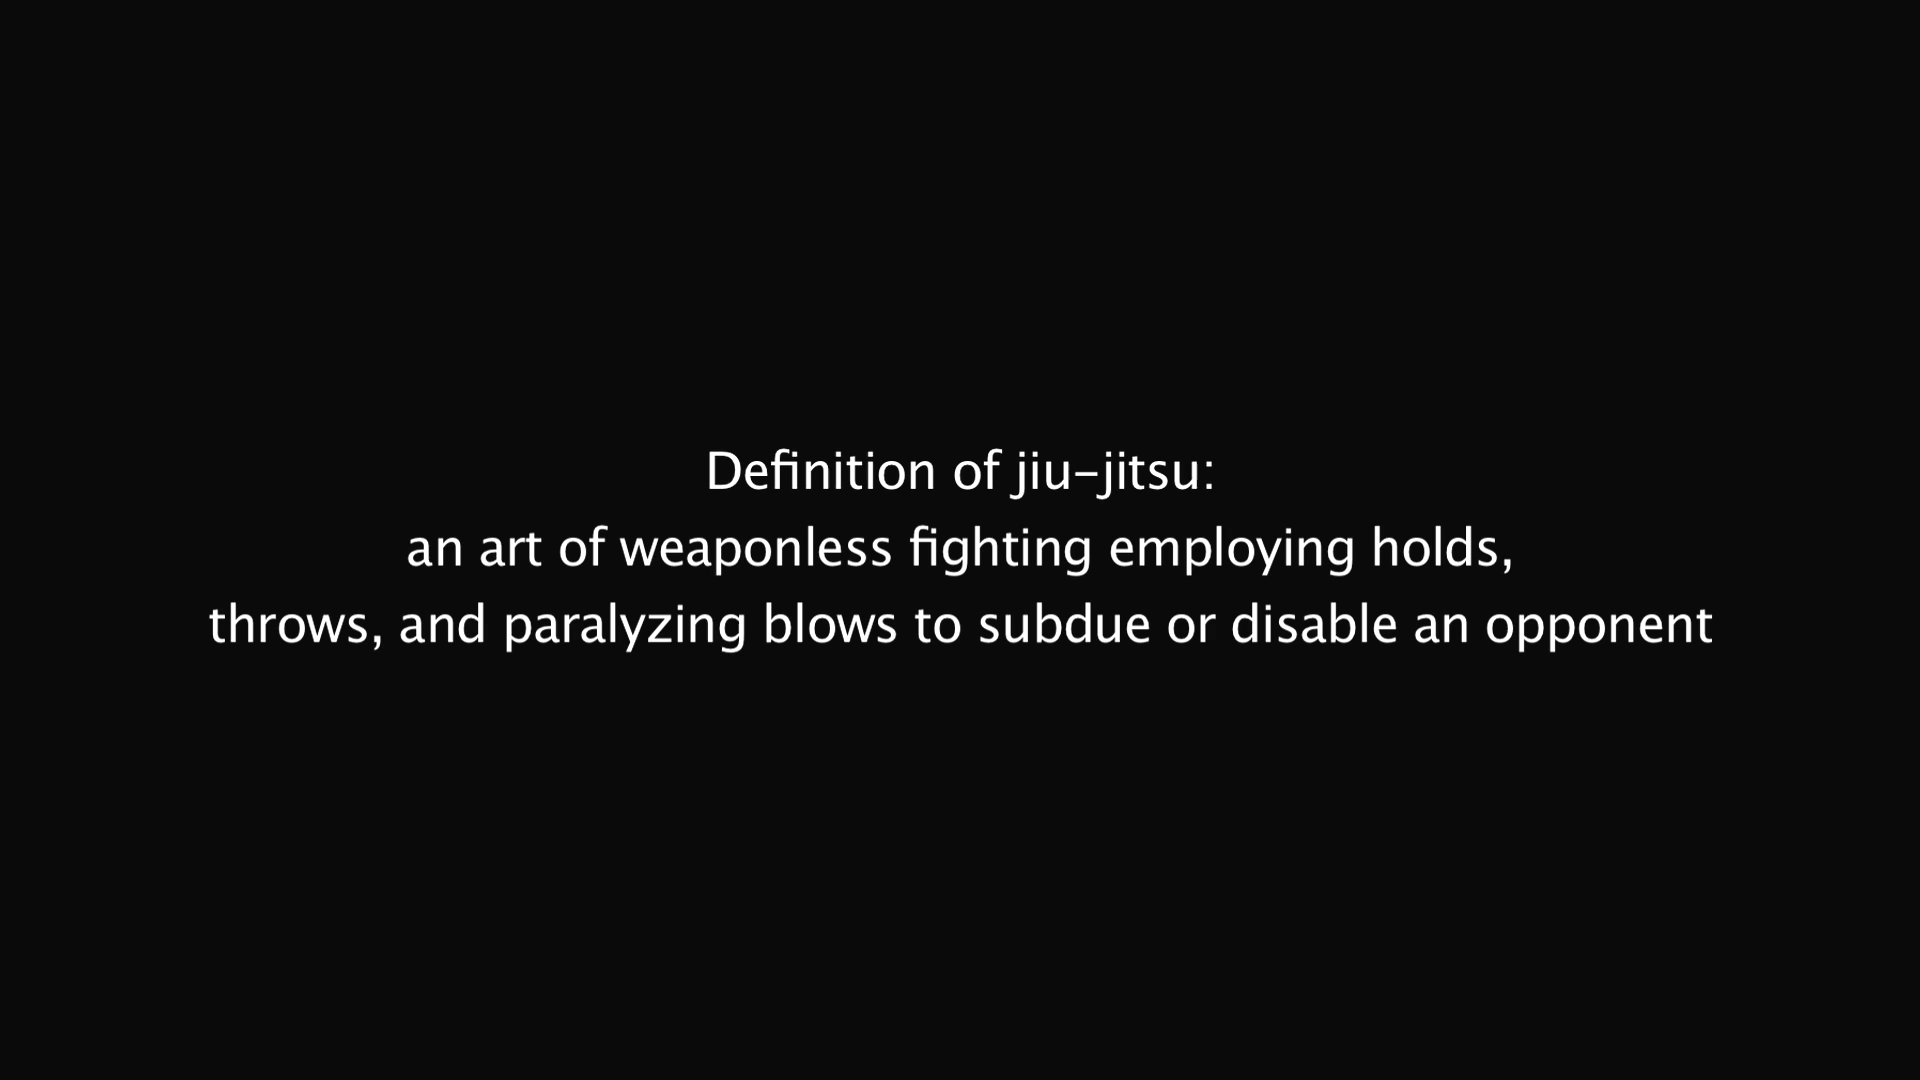 Definition of jiu-jitsu:
an art of weaponless fighting employing holds,
throws, and paralyzing blows to subdue or disable an opponent